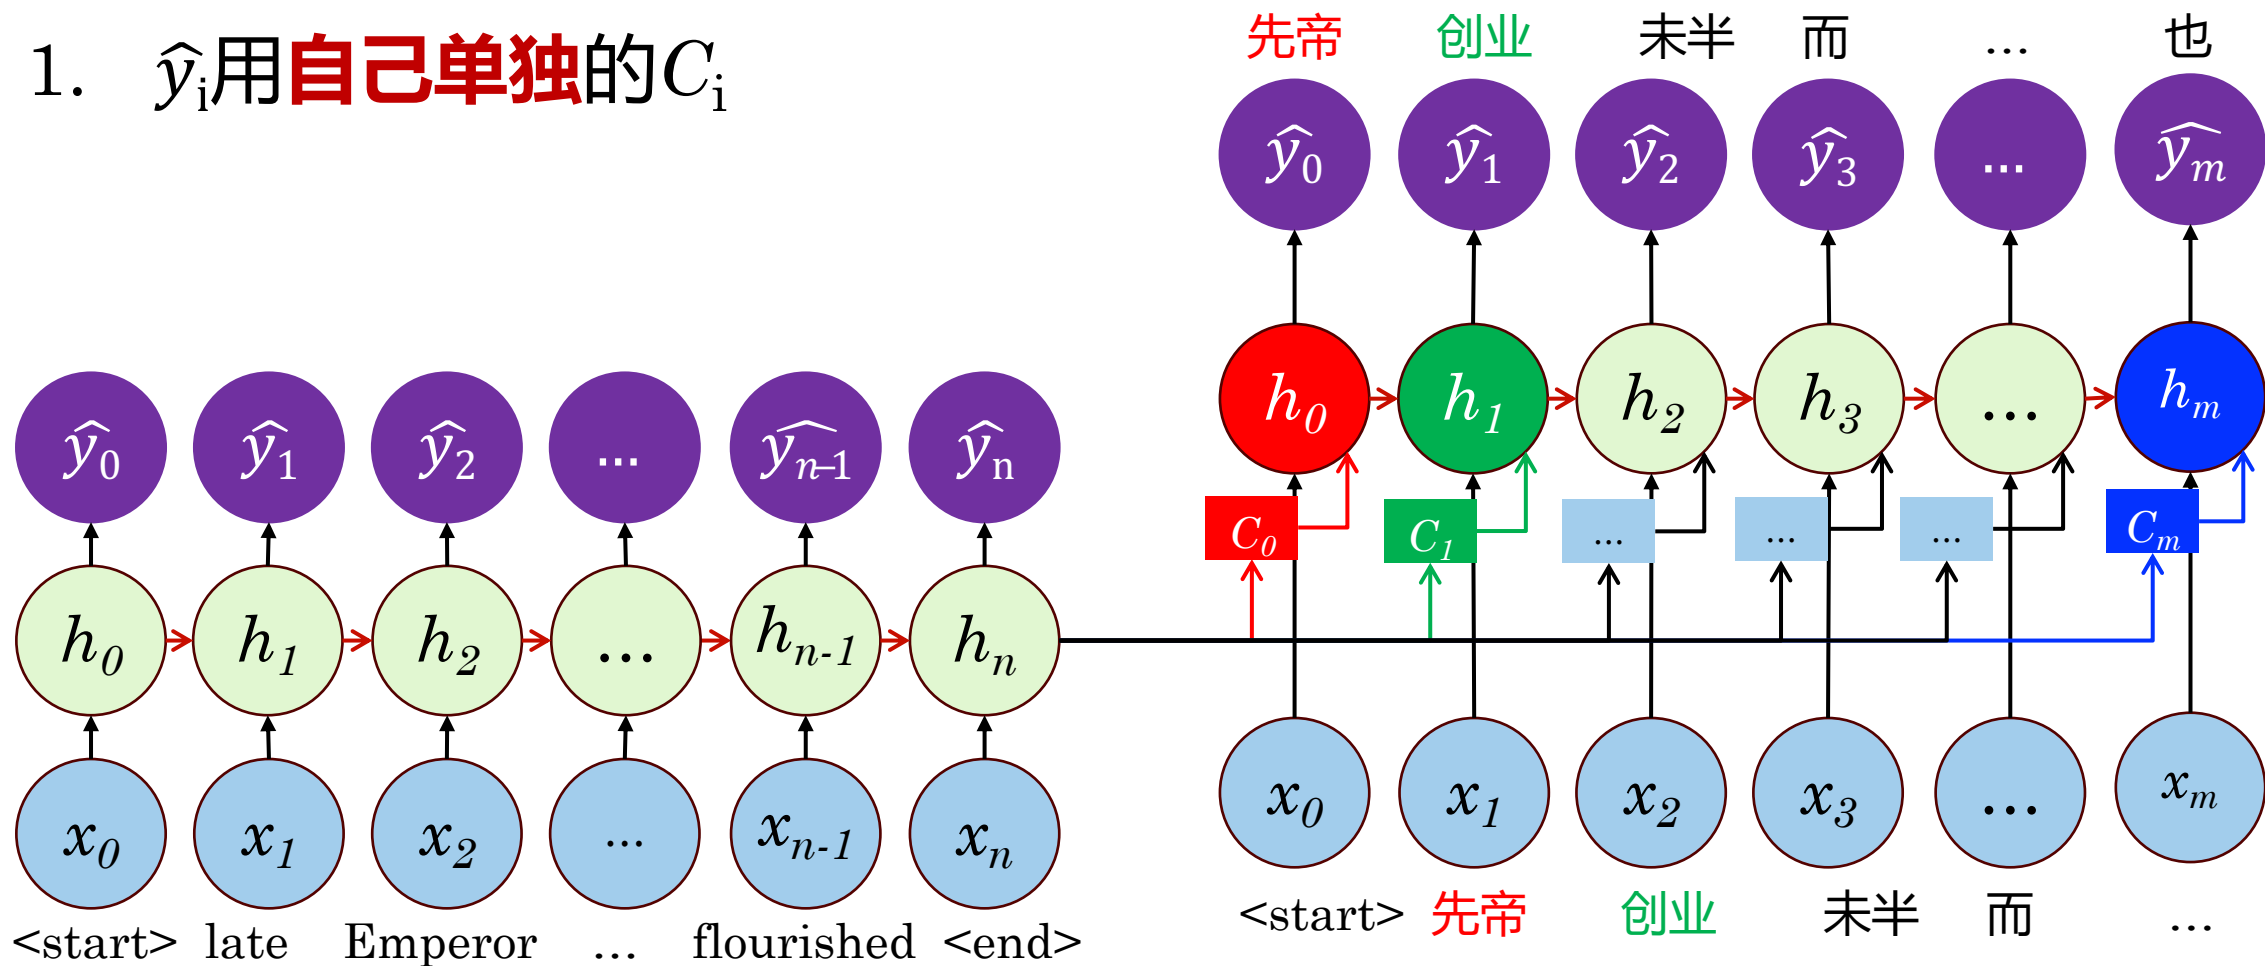 1. ŷᵢ用自己单独的Cᵢ
先帝 创业 未半 而 ... 也
ŷ₀ ŷ₁ ŷ₂ ŷ₃ ... ŷₘ
h₀ h₁ h₂ h₃ ... hₘ
C₀ C₁ ... ... ... Cₘ
x₀ x₁ x₂ x₃ ... xₘ
<start> 先帝 创业 未半 而 ...
ŷ₀ ŷ₁ ŷ₂ ... ŷₙ₋₁ ŷₙ
h₀ h₁ h₂ ... hₙ₋₁ hₙ
x₀ x₁ x₂ ... xₙ₋₁ xₙ
<start> late Emperor ... flourished <end>